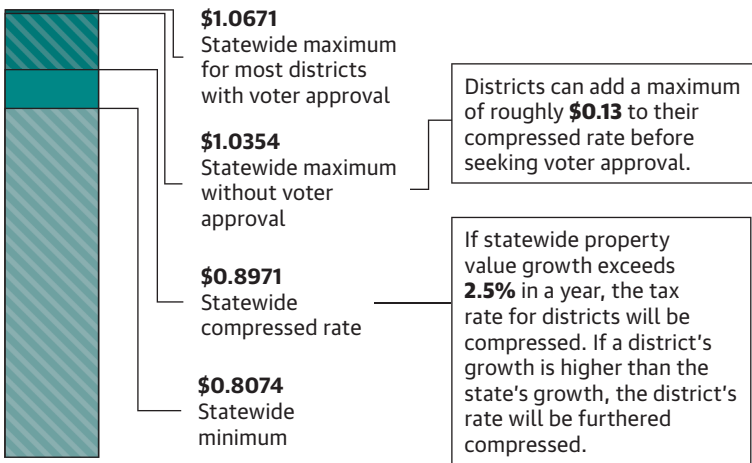 $1.0671
Statewide maximum
for most districts
with voter approval
$1.0354
Statewide maximum
without voter
approval
Districts can add a maximum
of roughly $0.13 to their
compressed rate before
seeking voter approval.
$0.8971
Statewide
compressed rate
If statewide property
value growth exceeds
2.5% in a year, the tax
rate for districts will be
compressed. If a district’s
growth is higher than the
state’s growth, the district’s
rate will be furthered
compressed.
$0.8074
Statewide
minimum